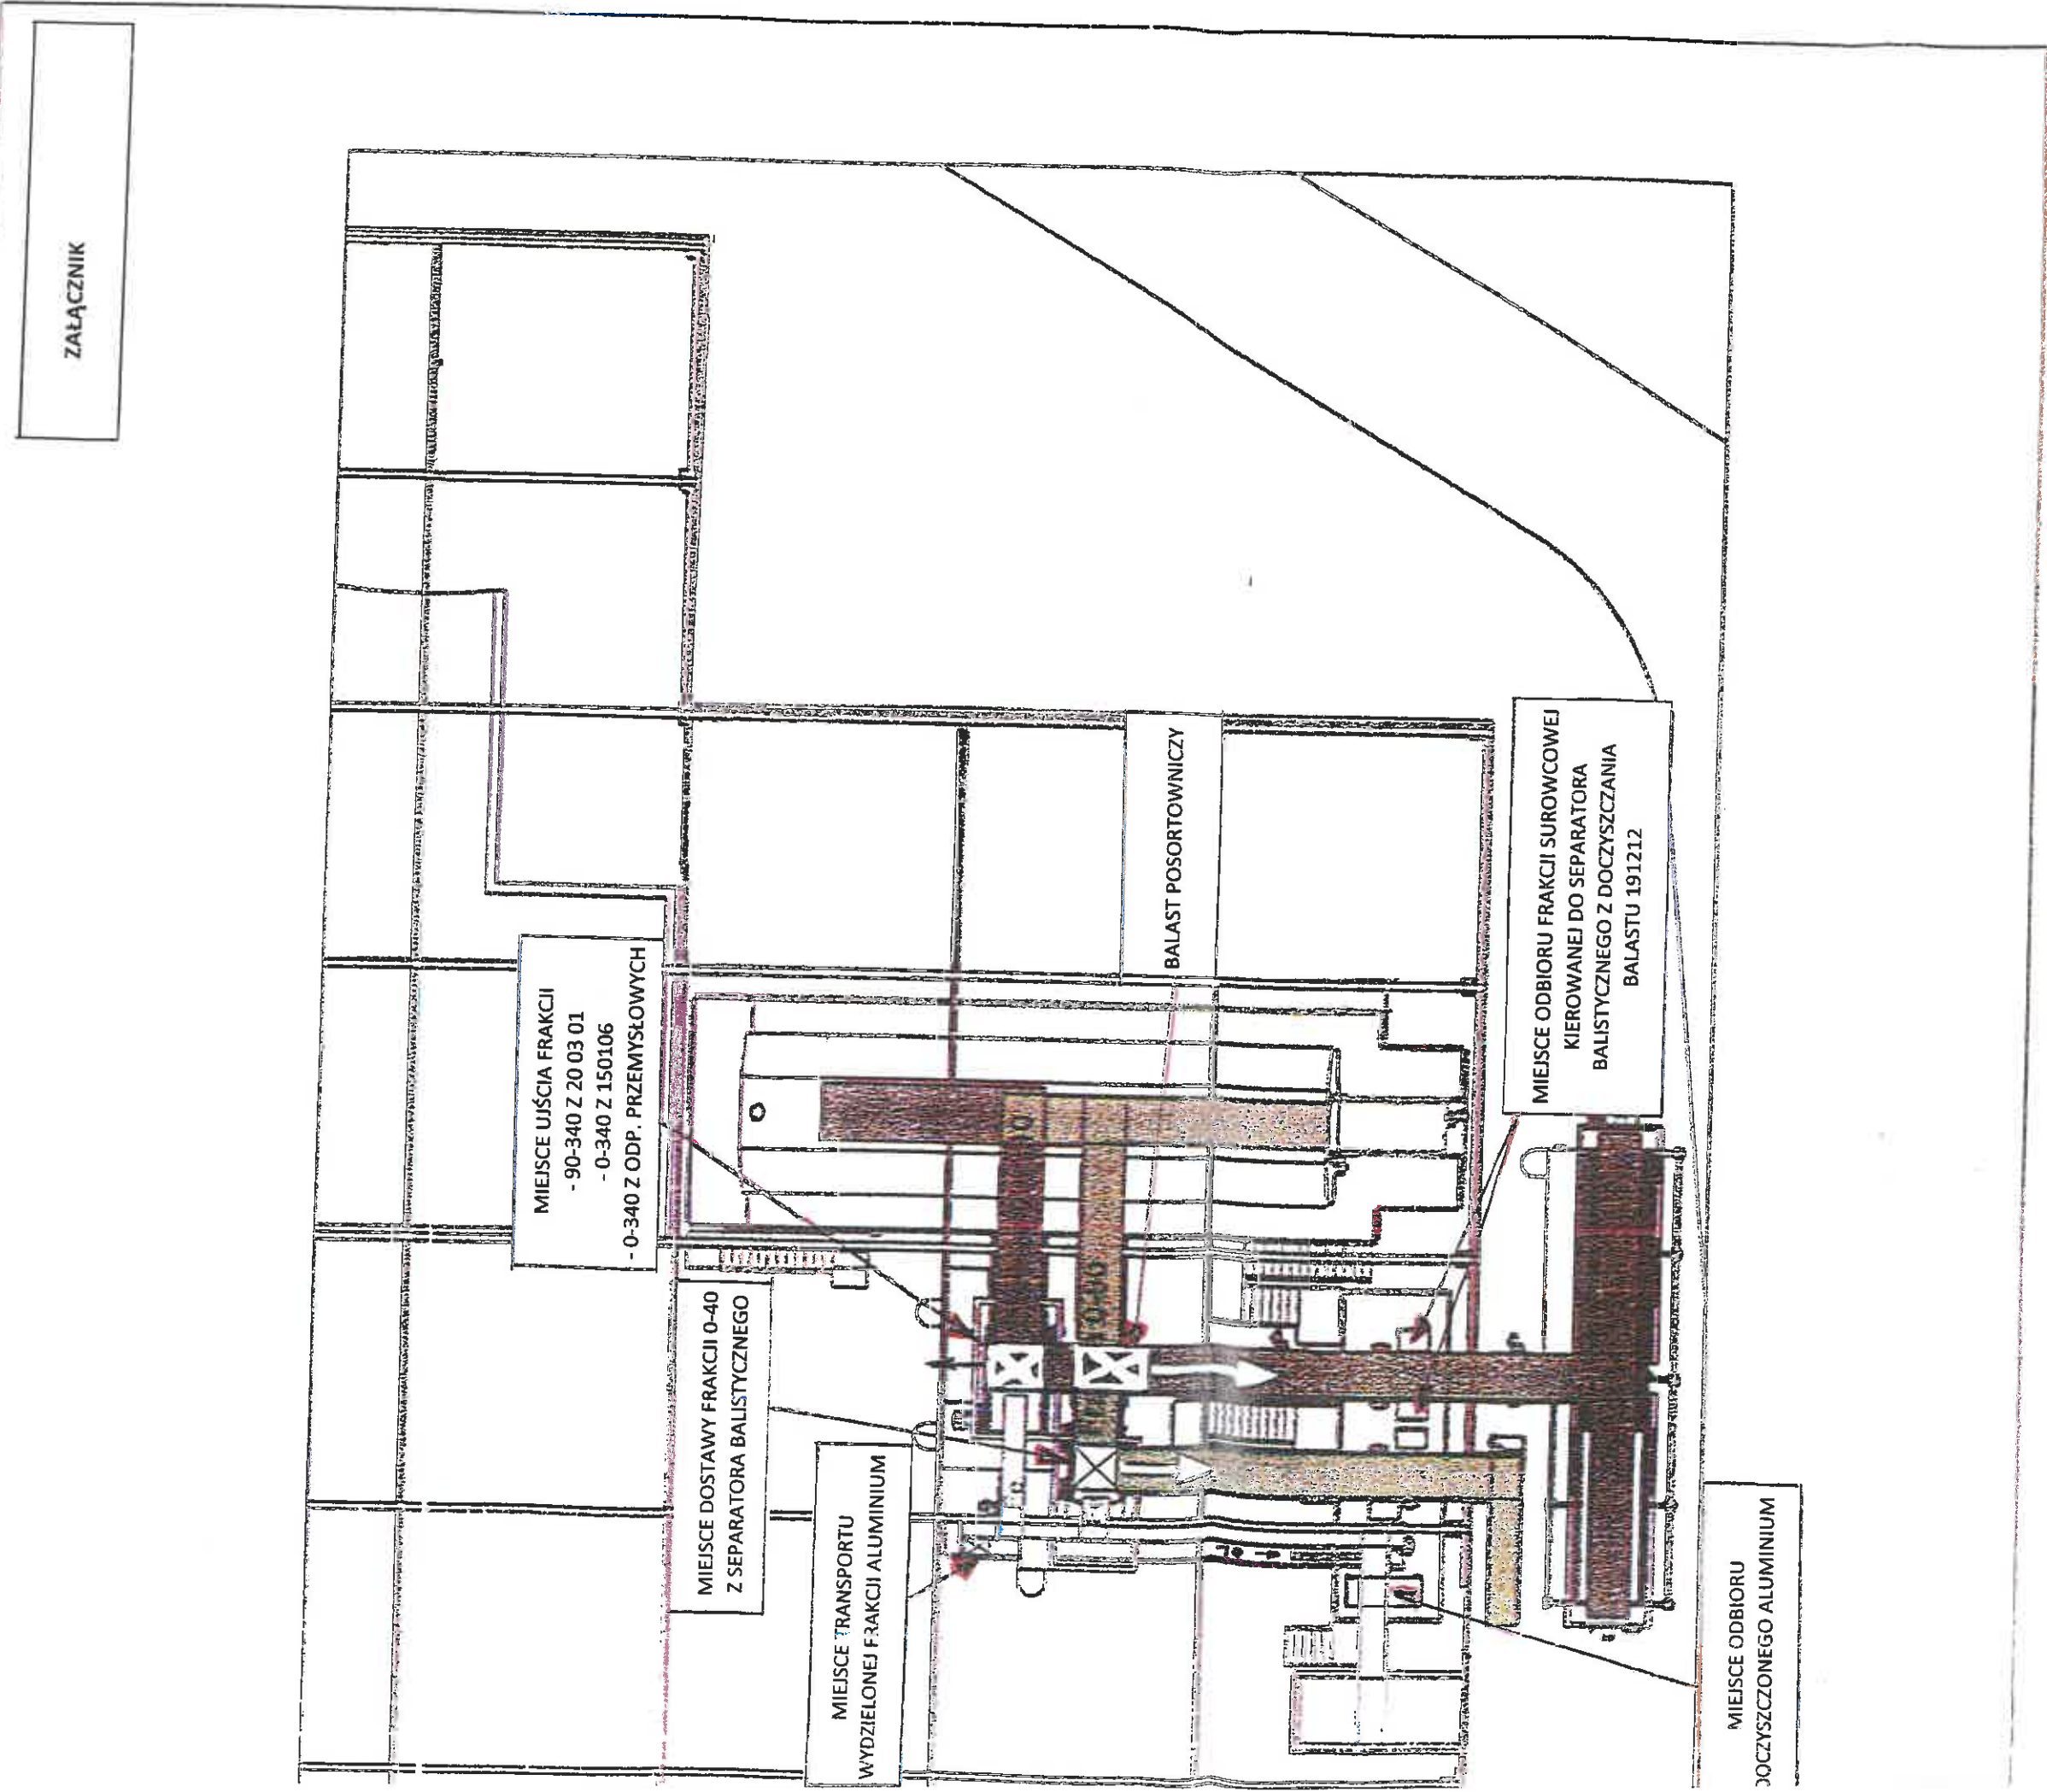 ZAŁĄCZNIK
MIEJSCE UJŚCIA FRAKCJI
- 90-340 Z 20 03 01
- 0-340 Z 150106
- 0-340 Z ODP. PRZEMYSŁOWYCH
MIEJSCE DOSTAWY FRAKCJI 0-40
Z SEPARATORA BALISTYCZNEGO
MIEJSCE TRANSPORTU
WYDZIELONEJ FRAKCJI ALUMINIUM
BALAST POSORTOWNICZY
MIEJSCE ODBIORU FRAKCJI SUROWCOWEJ
KIEROWANEJ DO SEPARATORA
BALISTYCZNEGO Z DOCZYSZCZANIA
BALASTU 191212
MIEJSCE ODBIORU
DOCZYSZCZONEGO ALUMINIUM